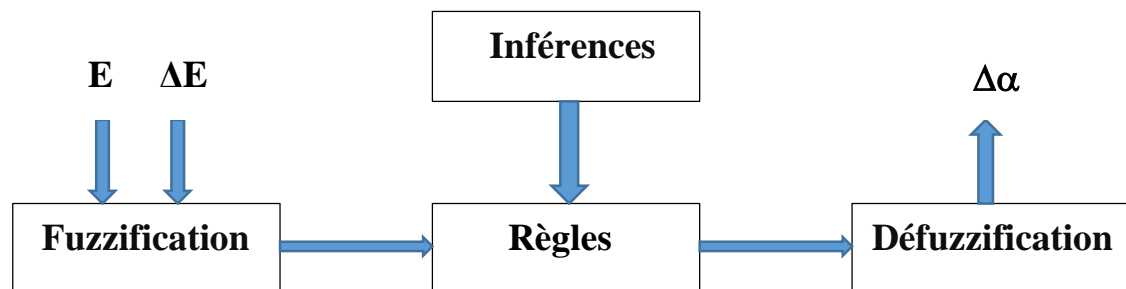 Inférences
E ΔE
Δα
Fuzzification
Règles
Défuzzification